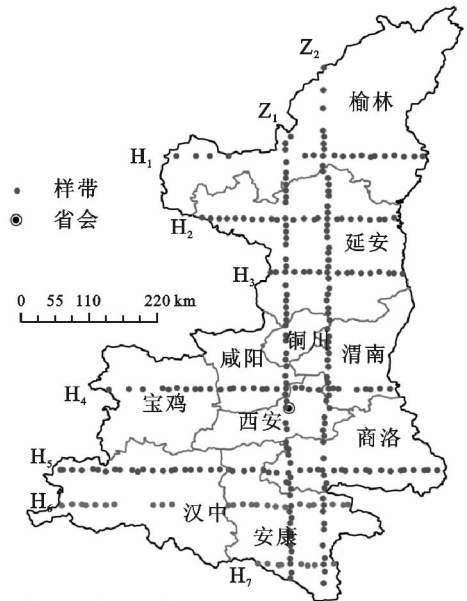 Z₂
榆林
Z₁
H₁
样带
省会
H₂
延安
H₃
0 55 110 220 km
铜川
咸阳
渭南
H₄
宝鸡
西安
商洛
H₅
H₆
汉中
安康
H₇